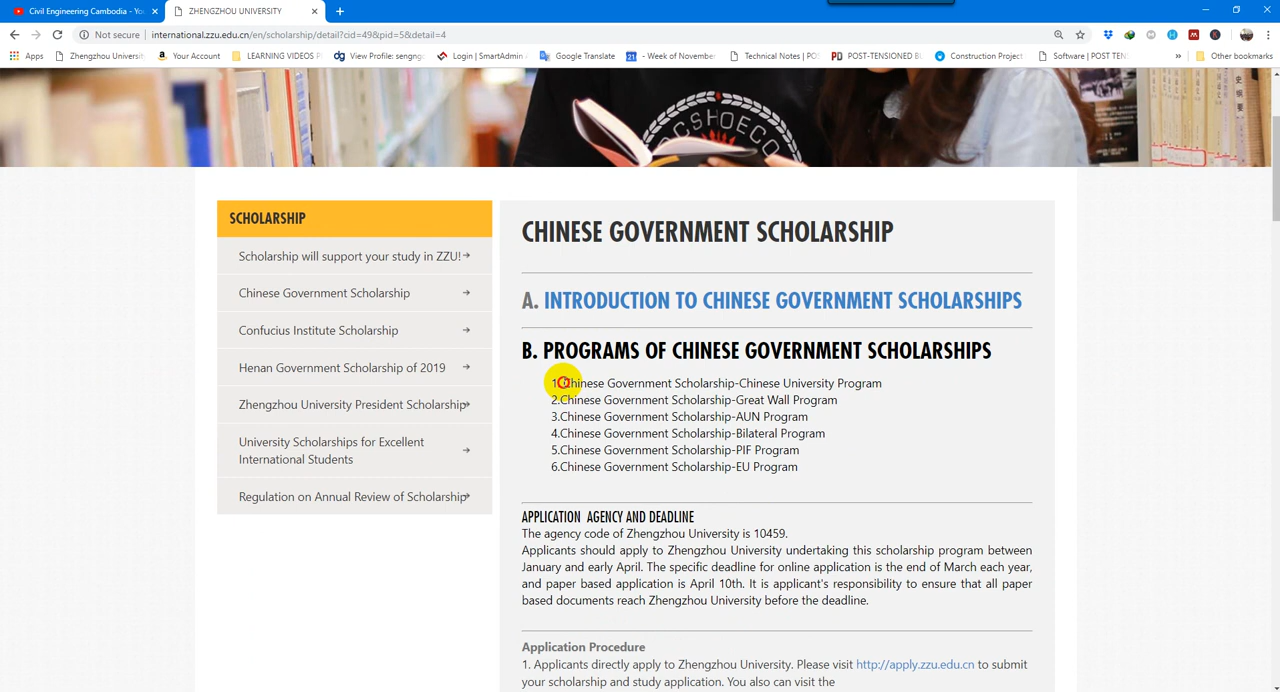 Civil Engineering Cambodia - Yo
ZHENGZHOU UNIVERSITY
Not secure
international.zzu.edu.cn/en/scholarship/detail?cid=49&pid=5&detail=4
Apps
Zhengzhou Universit
Your Account
LEARNING VIDEOS P
View Profile: sengng
Login | SmartAdmin
Google Translate
- Week of Novembe
Technical Notes | PO
POST-TENSIONED B
Construction Project
Software | POST TEN
»
Other bookmarks
SCHOLARSHIP
Scholarship will support your study in ZZU!
Chinese Government Scholarship
Confucius Institute Scholarship
Henan Government Scholarship of 2019
Zhengzhou University President Scholarship
University Scholarships for Excellent
International Students
Regulation on Annual Review of Scholarship
CHINESE GOVERNMENT SCHOLARSHIP
A. INTRODUCTION TO CHINESE GOVERNMENT SCHOLARSHIPS
B. PROGRAMS OF CHINESE GOVERNMENT SCHOLARSHIPS
1.Chinese Government Scholarship-Chinese University Program
2.Chinese Government Scholarship-Great Wall Program
3.Chinese Government Scholarship-AUN Program
4.Chinese Government Scholarship-Bilateral Program
5.Chinese Government Scholarship-PIF Program
6.Chinese Government Scholarship-EU Program
APPLICATION AGENCY AND DEADLINE
The agency code of Zhengzhou University is 10459.
Applicants should apply to Zhengzhou University undertaking this scholarship program between
January and early April. The specific deadline for online application is the end of March each year,
and paper based application is April 10th. It is applicant's responsibility to ensure that all paper
based documents reach Zhengzhou University before the deadline.
Application Procedure
1. Applicants directly apply to Zhengzhou University. Please visit http://apply.zzu.edu.cn to submit
your scholarship and study application. You also can visit the